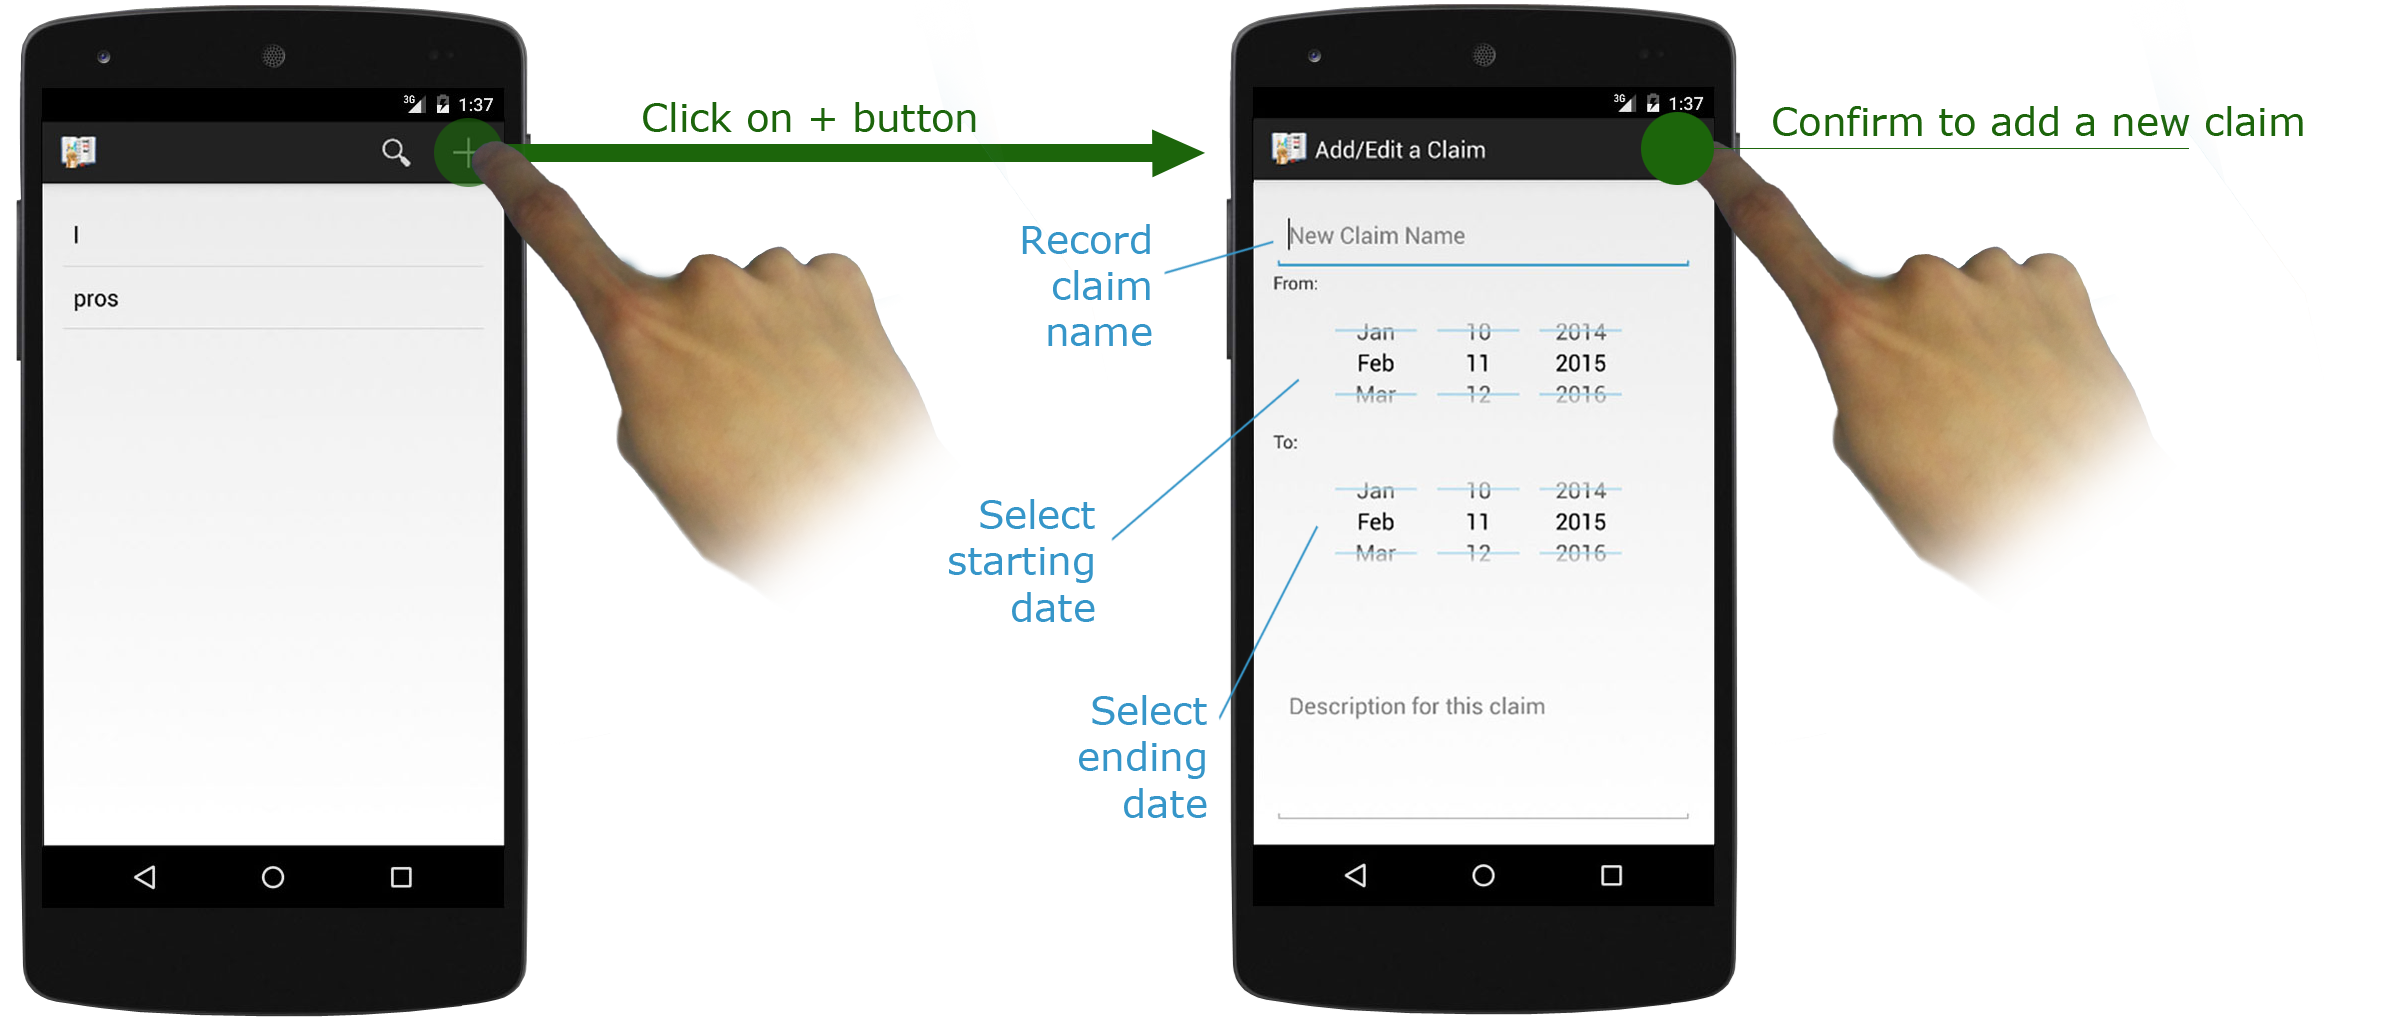 3G 1:37
l
pros
Click on + button
3G 1:37
Add/Edit a Claim
Confirm to add a new claim
Record
claim
name
New Claim Name
From:
Jan 10 2014
Feb 11 2015
Mar 12 2016
Select
starting
date
To:
Jan 10 2014
Feb 11 2015
Mar 12 2016
Select
ending
date
Description for this claim